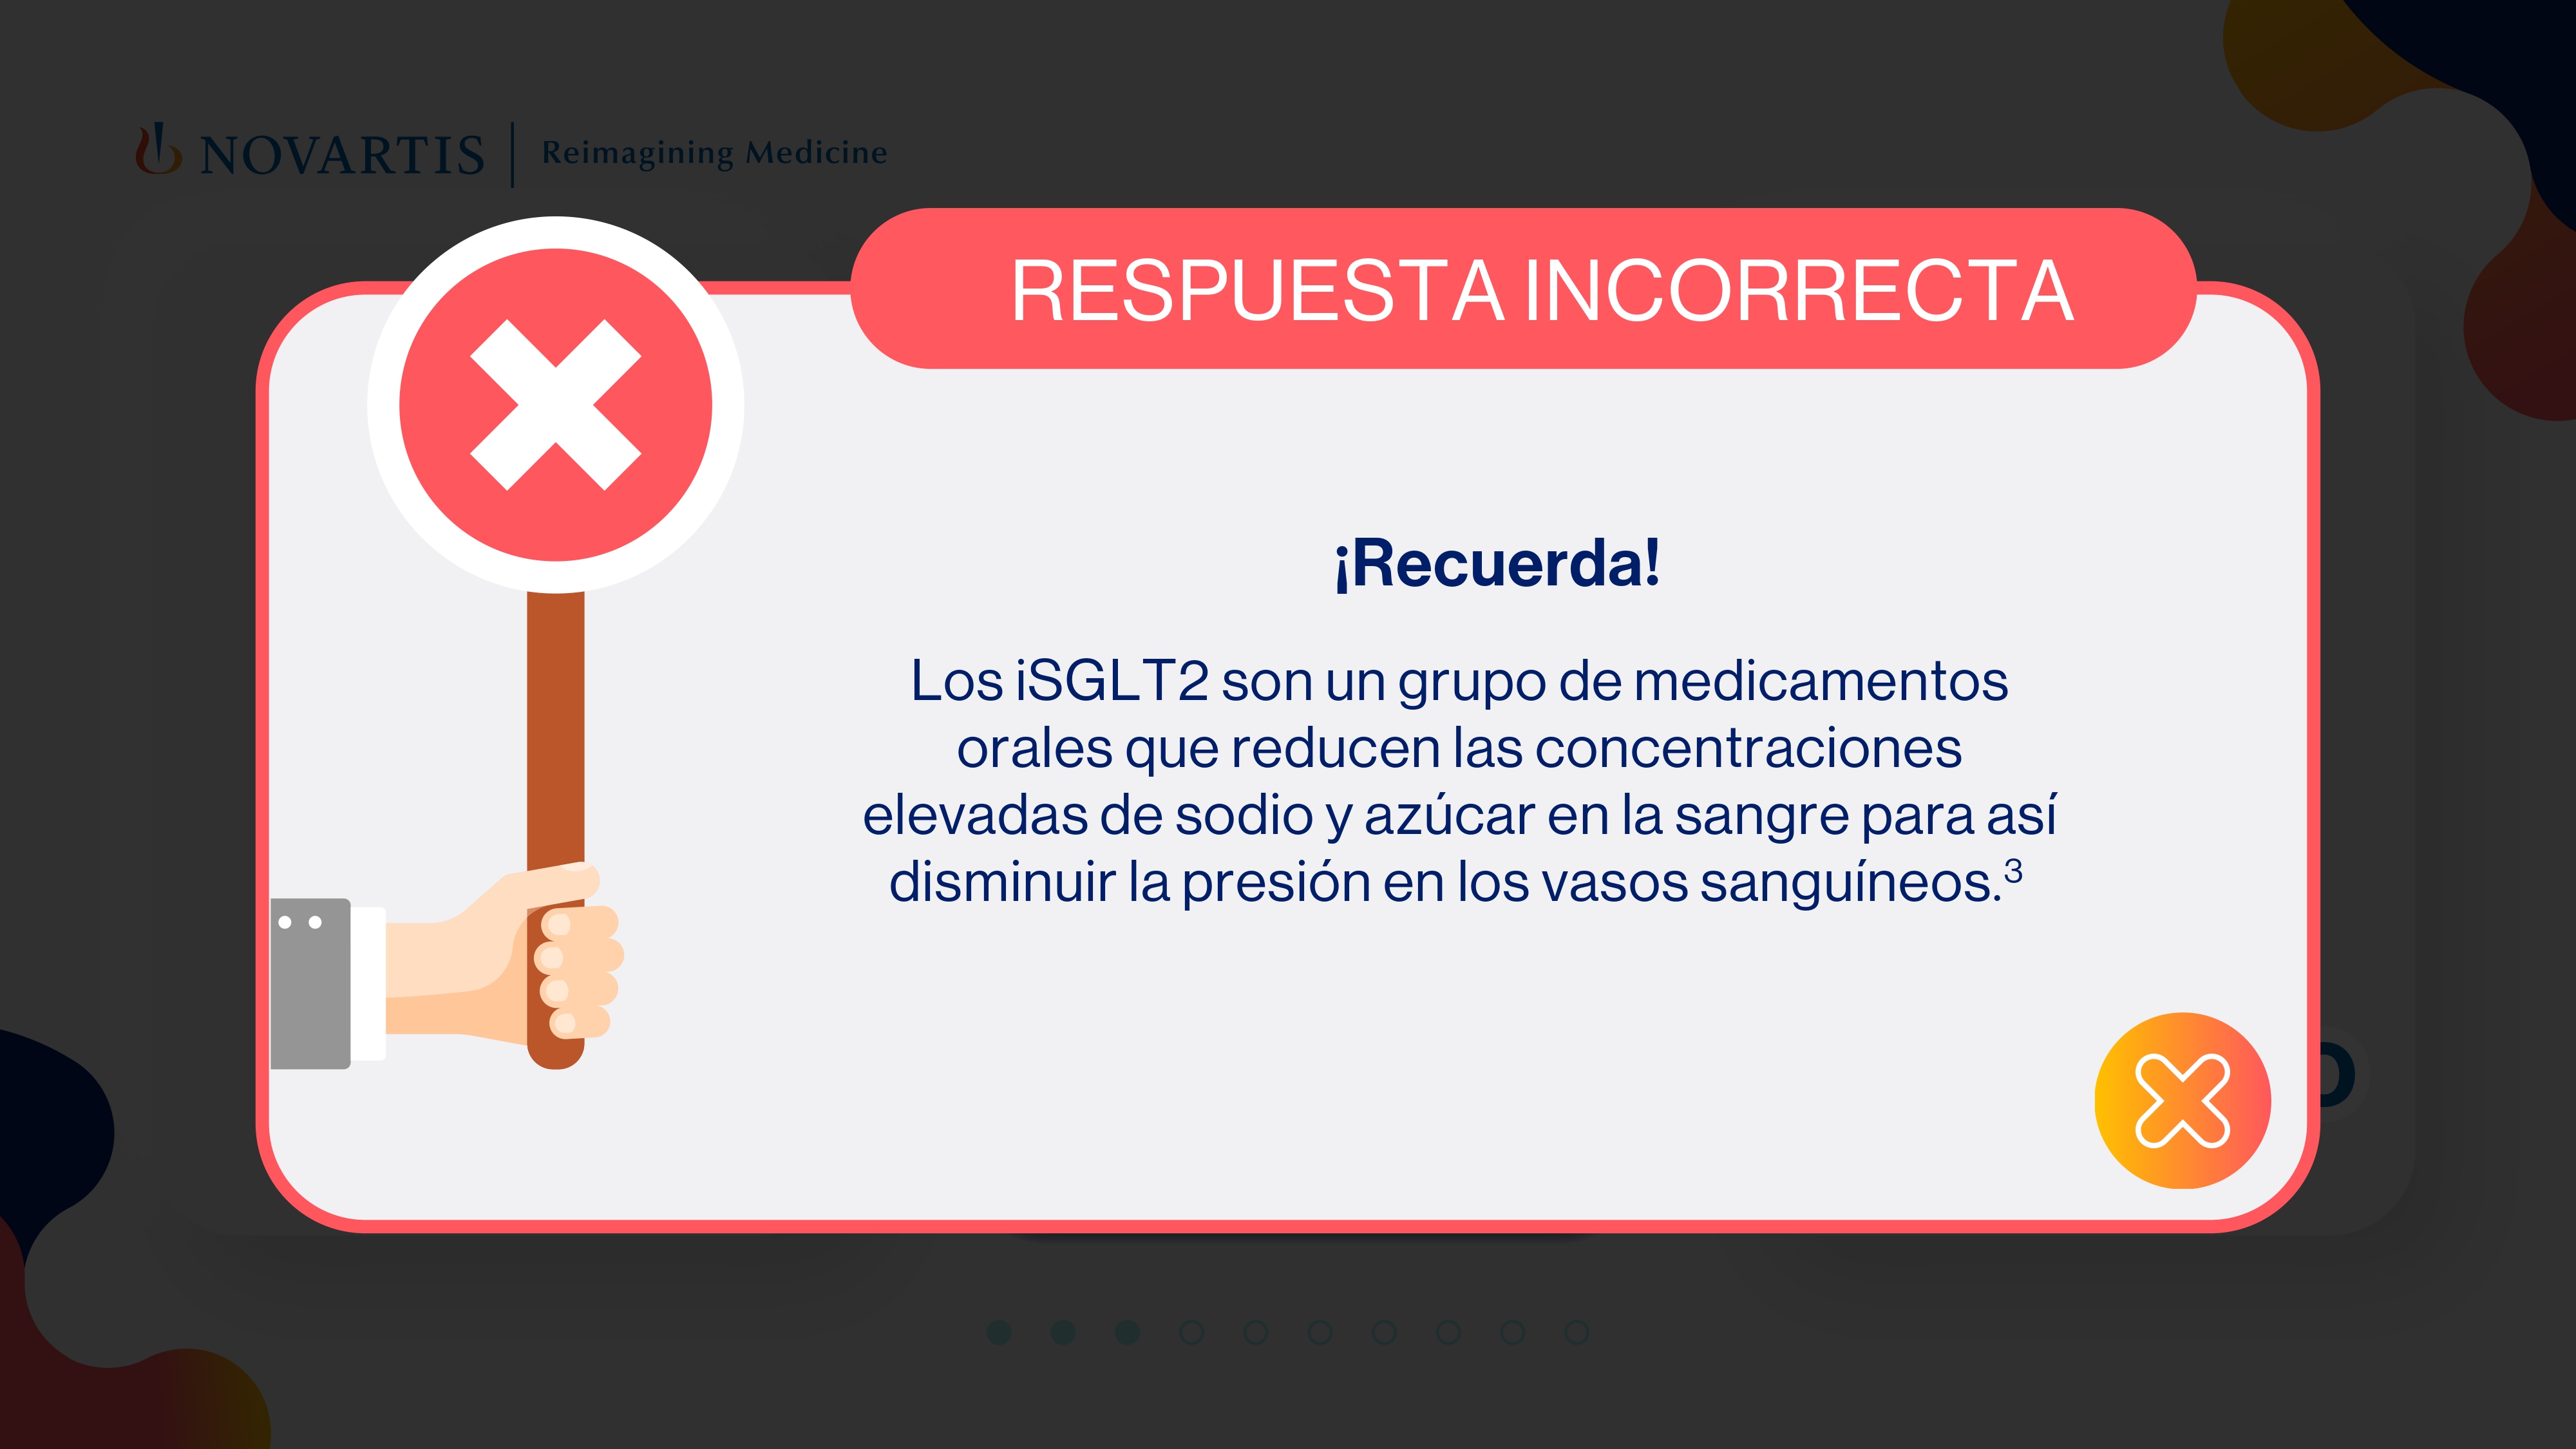 NOVARTIS | Reimagining Medicine
RESPUESTA INCORRECTA
¡Recuerda!
Los iSGLT2 son un grupo de medicamentos
orales que reducen las concentraciones
elevadas de sodio y azúcar en la sangre para así
disminuir la presión en los vasos sanguíneos.³